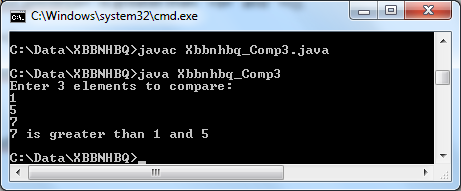 C:\Windows\system32\cmd.exe
C:\Data\XBBNHBQ>javac Xbbnhbq_Comp3.java
C:\Data\XBBNHBQ>java Xbbnhbq_Comp3
Enter 3 elements to compare:
1
5
7
7 is greater than 1 and 5
C:\Data\XBBNHBQ>_